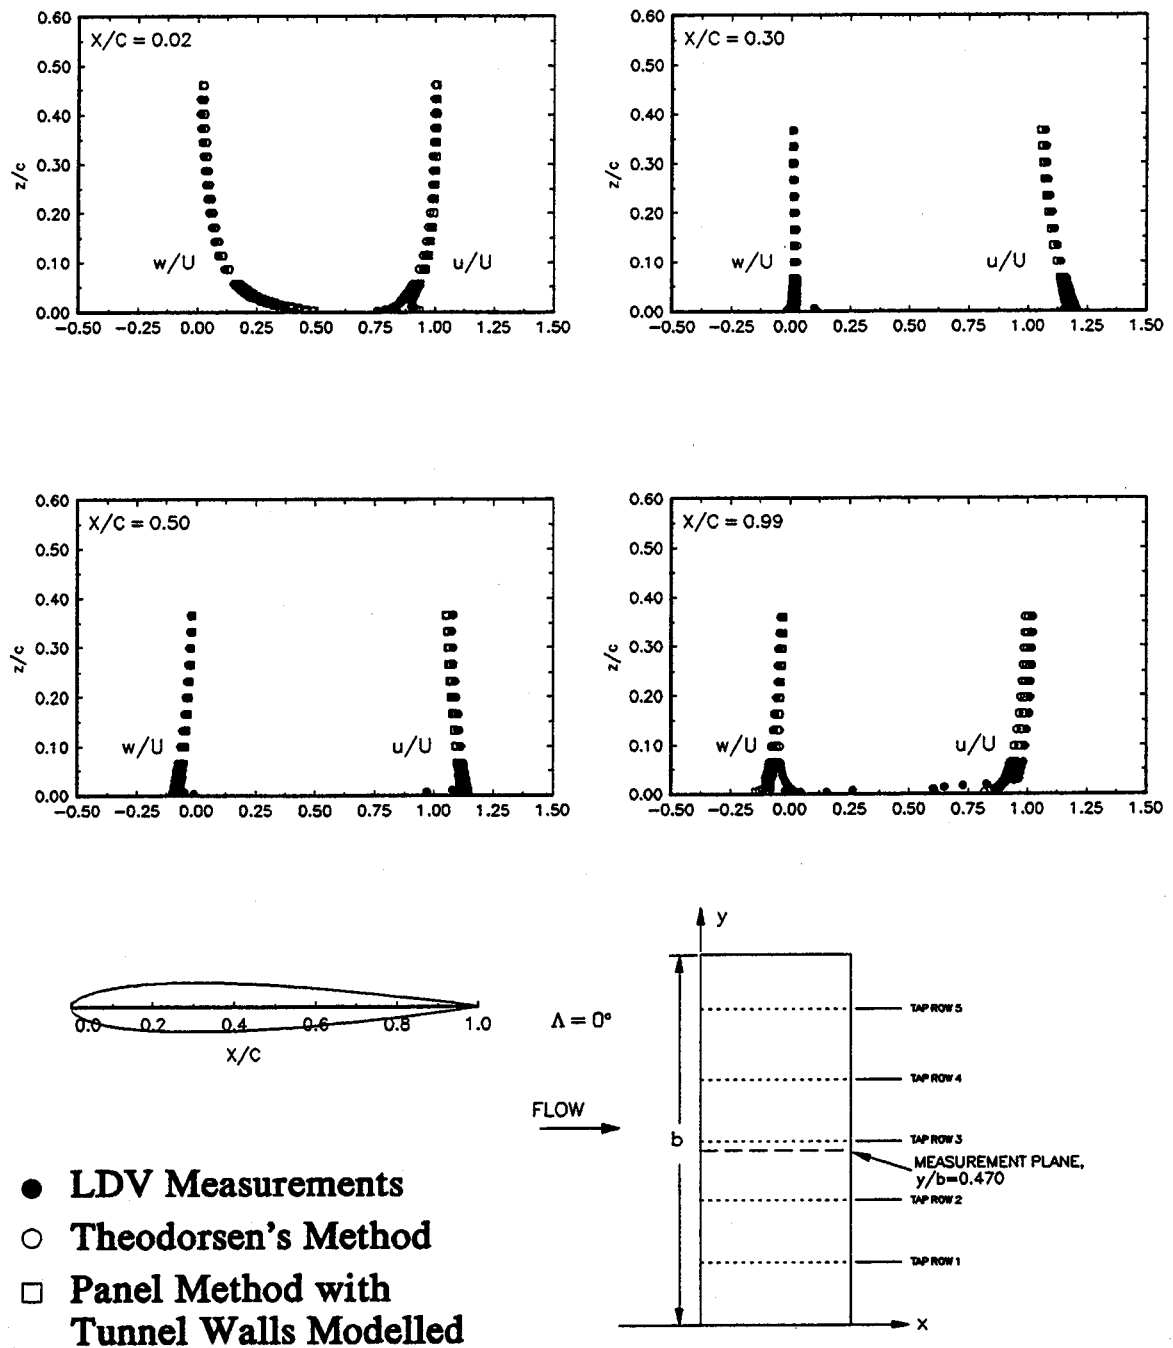 X/C = 0.02
0.60
0.50
0.40
0.30
0.20
0.10
0.00
z/c
w/U
u/U
−0.50 −0.25 0.00 0.25 0.50 0.75 1.00 1.25 1.50
X/C = 0.30
0.60
0.50
0.40
0.30
0.20
0.10
0.00
z/c
w/U
u/U
−0.50 −0.25 0.00 0.25 0.50 0.75 1.00 1.25 1.50
X/C = 0.50
0.60
0.50
0.40
0.30
0.20
0.10
0.00
z/c
w/U
u/U
−0.50 −0.25 0.00 0.25 0.50 0.75 1.00 1.25 1.50
X/C = 0.99
0.60
0.50
0.40
0.30
0.20
0.10
0.00
z/c
w/U
u/U
−0.50 −0.25 0.00 0.25 0.50 0.75 1.00 1.25 1.50
0.0 0.2 0.4 0.6 0.8 1.0
X/C
Λ = 0°
FLOW
y
b
x
TAP ROW 5
TAP ROW 4
TAP ROW 3
MEASUREMENT PLANE,
y/b=0.470
TAP ROW 2
TAP ROW 1
LDV Measurements
Theodorsen's Method
Panel Method with
Tunnel Walls Modelled